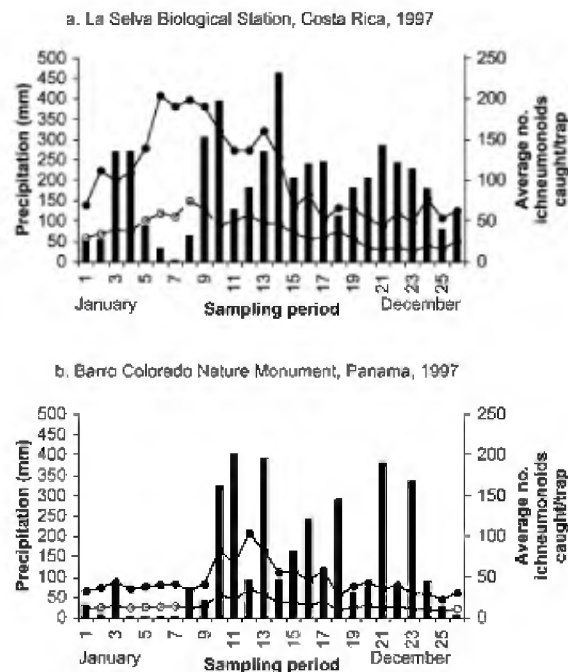 a. La Selva Biological Station, Costa Rica, 1997
500
450
400
350
300
250
200
150
100
50
0
Precipitation (mm)
250
200
150
100
50
0
Average no.
ichneumonoids
caught/trap
1 3 5 7 9 11 13 15 17 19 21 23 25
January Sampling period December
b. Barro Colorado Nature Monument, Panama, 1997
500
450
400
350
300
250
200
150
100
50
0
Precipitation (mm)
250
200
150
100
50
0
Average no.
ichneumonoids
caught/trap
1 3 5 7 9 11 13 15 17 19 21 23 25
January Sampling period December